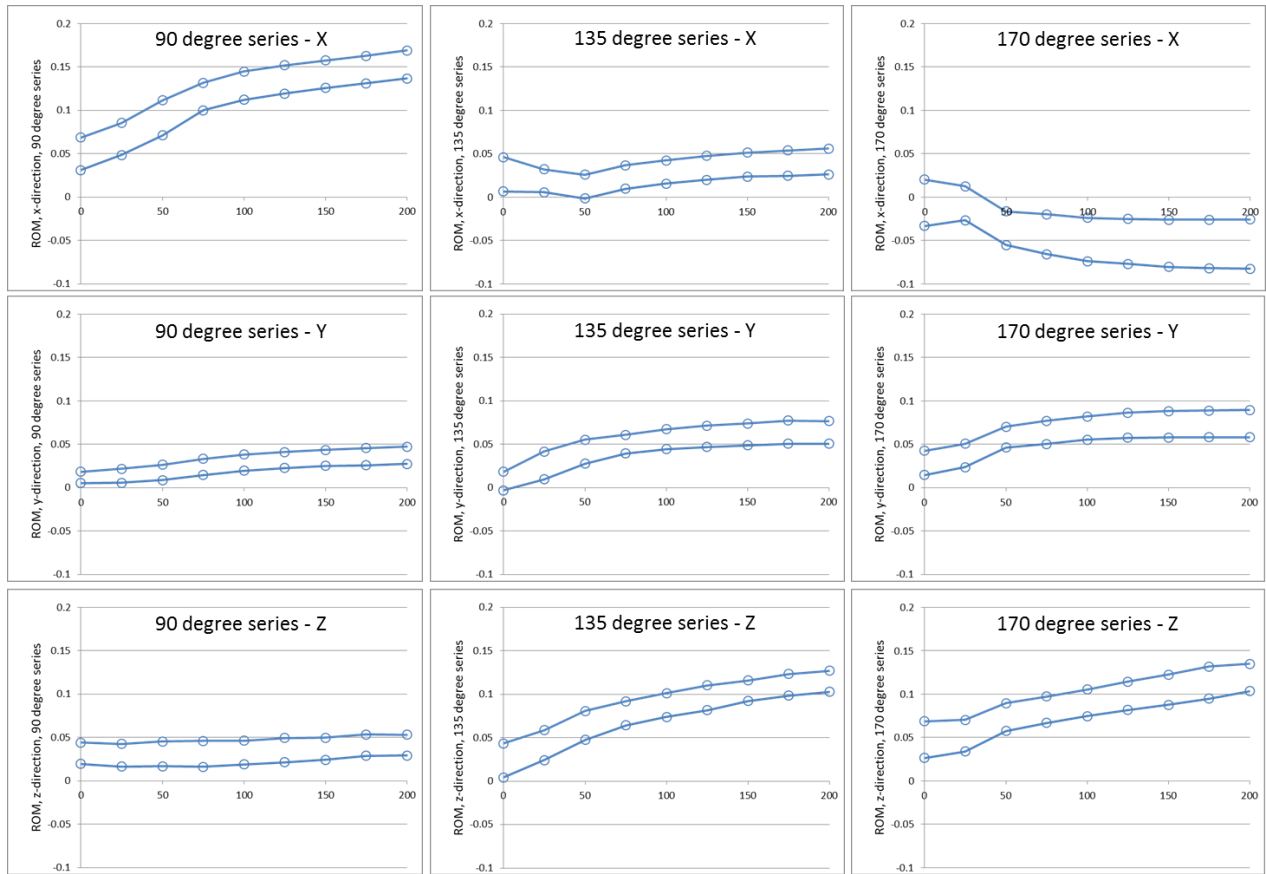 90 degree series - X
ROM, x-direction, 90 degree series
0.2
0.15
0.1
0.05
0
-0.05
-0.1
0 50 100 150 200
135 degree series - X
ROM, x-direction, 135 degree series
0.2
0.15
0.1
0.05
0
-0.05
-0.1
0 50 100 150 200
170 degree series - X
ROM, x-direction, 170 degree series
0.2
0.15
0.1
0.05
0
-0.05
-0.1
0 50 100 150 200
90 degree series - Y
ROM, y-direction, 90 degree series
0.2
0.15
0.1
0.05
0
-0.05
-0.1
0 50 100 150 200
135 degree series - Y
ROM, y-direction, 135 degree series
0.2
0.15
0.1
0.05
0
-0.05
-0.1
0 50 100 150 200
170 degree series - Y
ROM, y-direction, 170 degree series
0.2
0.15
0.1
0.05
0
-0.05
-0.1
0 50 100 150 200
90 degree series - Z
ROM, z-direction, 90 degree series
0.2
0.15
0.1
0.05
0
-0.05
-0.1
0 50 100 150 200
135 degree series - Z
ROM, z-direction, 135 degree series
0.2
0.15
0.1
0.05
0
-0.05
-0.1
0 50 100 150 200
170 degree series - Z
ROM, z-direction, 170 degree series
0.2
0.15
0.1
0.05
0
-0.05
-0.1
0 50 100 150 200